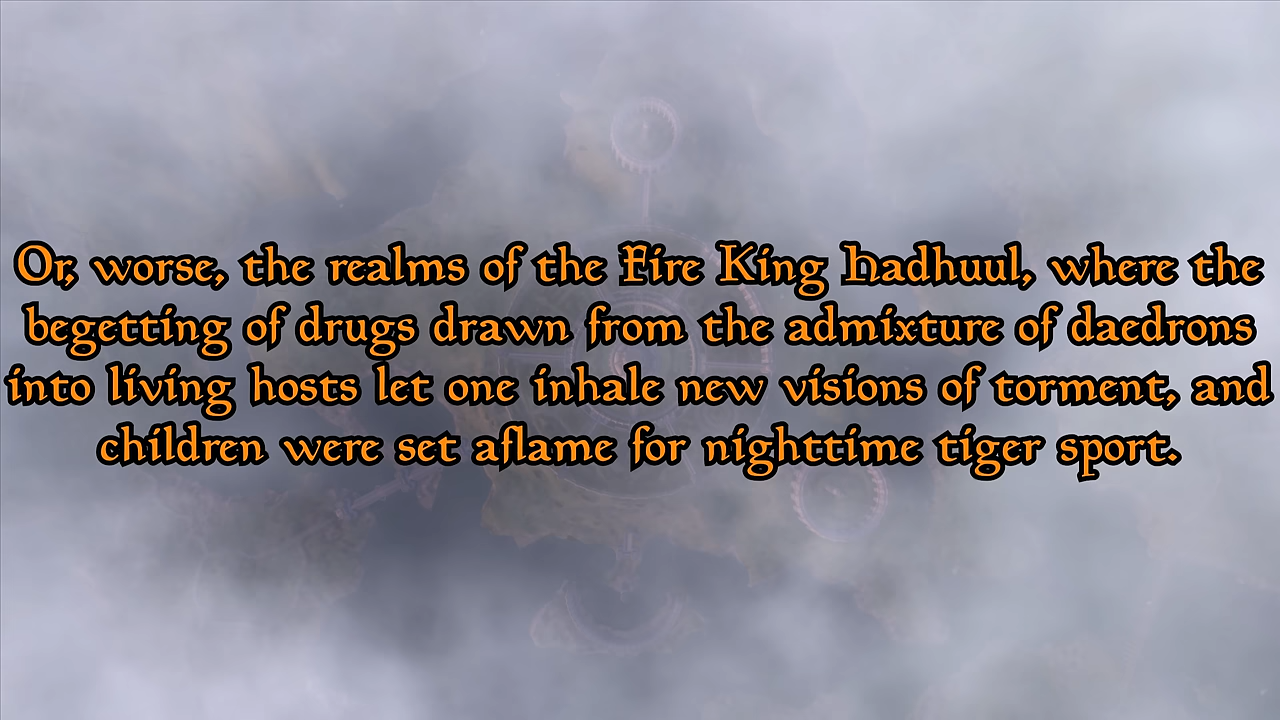 Or, worse, the realms of the Fire King Hadhuul, where the
begetting of drugs drawn from the admixture of daedrons
into living hosts let one inhale new visions of torment, and
children were set aflame for nighttime tiger sport.